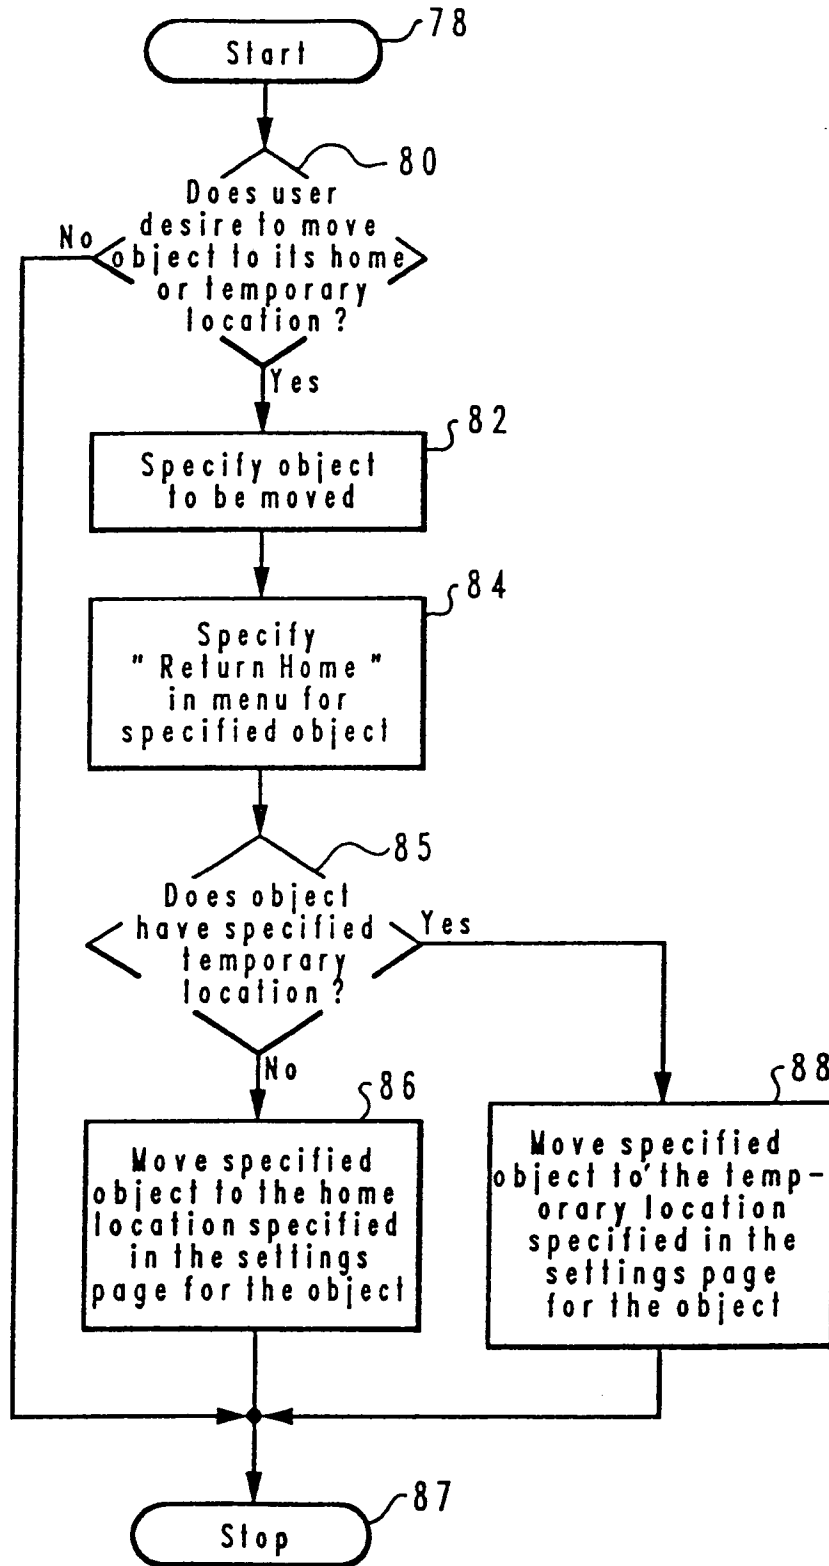 Start
78
80
Does user
desire to move
object to its home
or temporary
location ?
No
Yes
82
Specify object
to be moved
84
Specify
" Return Home "
in menu for
specified object
85
Does object
have specified
temporary
location ?
Yes
No
86
Move specified
object to the home
location specified
in the settings
page for the object
88
Move specified
object to the temp-
orary location
specified in the
settings page
for the object
87
Stop